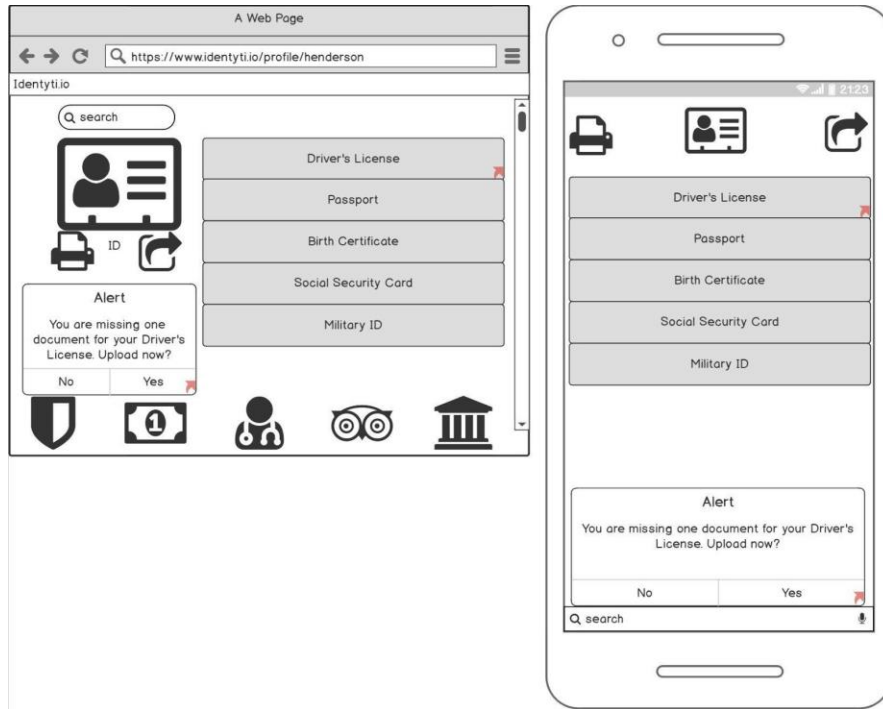 A Web Page
https://www.identyti.io/profile/henderson
Identyti.io
search
ID
Driver's License
Passport
Birth Certificate
Social Security Card
Military ID
Alert
You are missing one
document for your Driver's
License. Upload now?
No Yes
1
21:23
Driver's License
Passport
Birth Certificate
Social Security Card
Military ID
Alert
You are missing one document for your Driver's
License. Upload now?
No Yes
search